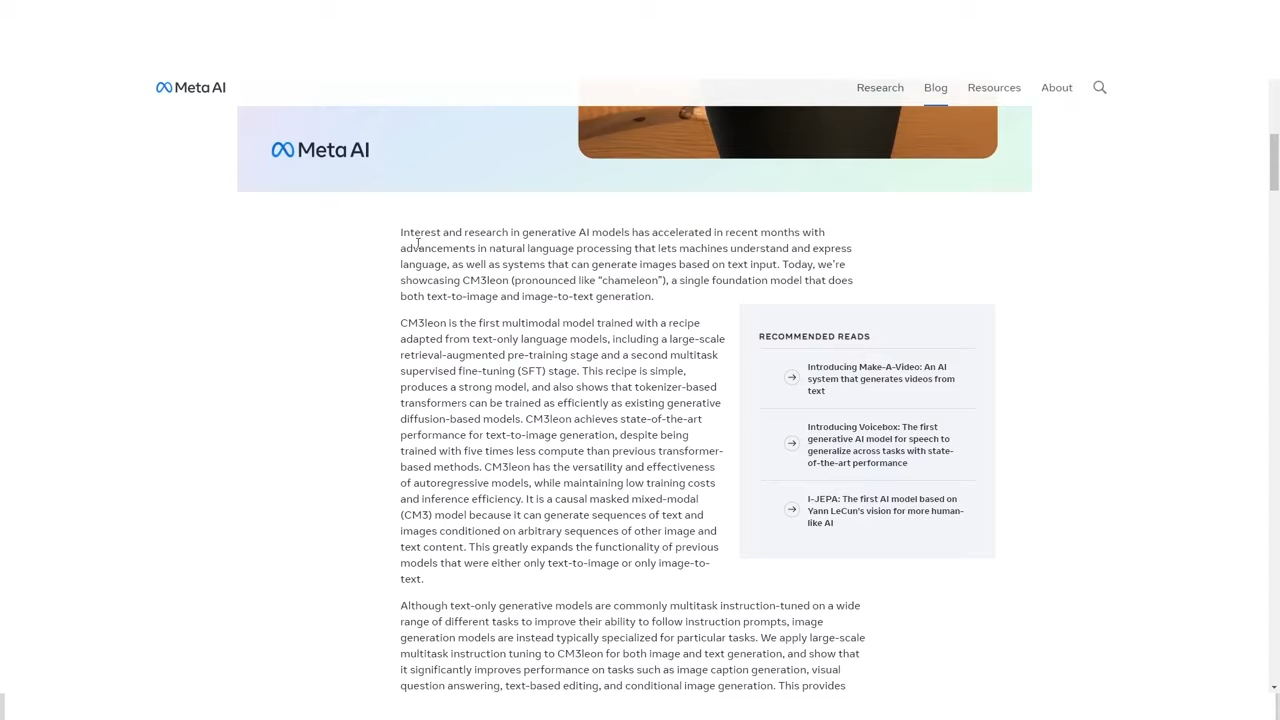 Meta AI
Research
Blog
Resources
About
Meta AI
Interest and research in generative AI models has accelerated in recent months with
advancements in natural language processing that lets machines understand and express
language, as well as systems that can generate images based on text input. Today, we’re
showcasing CM3leon (pronounced like “chameleon”), a single foundation model that does
both text-to-image and image-to-text generation.
CM3leon is the first multimodal model trained with a recipe
adapted from text-only language models, including a large-scale
retrieval-augmented pre-training stage and a second multitask
supervised fine-tuning (SFT) stage. This recipe is simple,
produces a strong model, and also shows that tokenizer-based
transformers can be trained as efficiently as existing generative
diffusion-based models. CM3leon achieves state-of-the-art
performance for text-to-image generation, despite being
trained with five times less compute than previous transformer-
based methods. CM3leon has the versatility and effectiveness
of autoregressive models, while maintaining low training costs
and inference efficiency. It is a causal masked mixed-modal
(CM3) model because it can generate sequences of text and
images conditioned on arbitrary sequences of other image and
text content. This greatly expands the functionality of previous
models that were either only text-to-image or only image-to-
text.
RECOMMENDED READS
Introducing Make-A-Video: An AI
system that generates videos from
text
Introducing Voicebox: The first
generative AI model for speech to
generalize across tasks with state-
of-the-art performance
I-JEPA: The first AI model based on
Yann LeCun's vision for more human-
like AI
Although text-only generative models are commonly multitask instruction-tuned on a wide
range of different tasks to improve their ability to follow instruction prompts, image
generation models are instead typically specialized for particular tasks. We apply large-scale
multitask instruction tuning to CM3leon for both image and text generation, and show that
it significantly improves performance on tasks such as image caption generation, visual
question answering, text-based editing, and conditional image generation. This provides